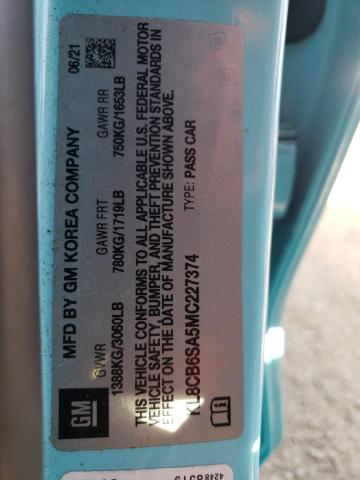 MFD BY GM KOREA COMPANY 06/21
GVWR GAWR FRT GAWR RR
1388KG/3060LB 780KG/1719LB 750KG/1653LB
THIS VEHICLE CONFORMS TO ALL APPLICABLE U.S. FEDERAL MOTOR
VEHICLE SAFETY, BUMPER, AND THEFT PREVENTION STANDARDS IN
EFFECT ON THE DATE OF MANUFACTURE SHOWN ABOVE.
KL8CB6SA5MC227374 TYPE: PASS CAR
GM